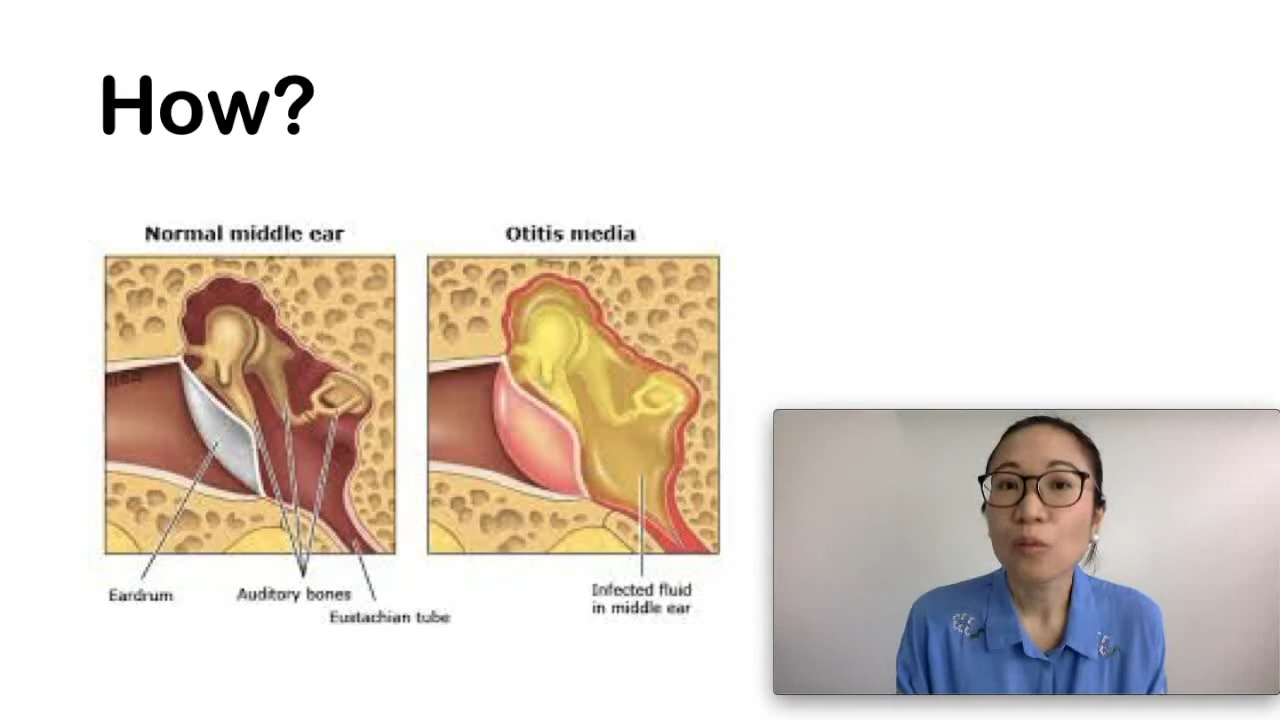 How?
Normal middle ear
Otitis media
Eardrum
Auditory bones
Eustachian tube
Infected fluid
in middle ear